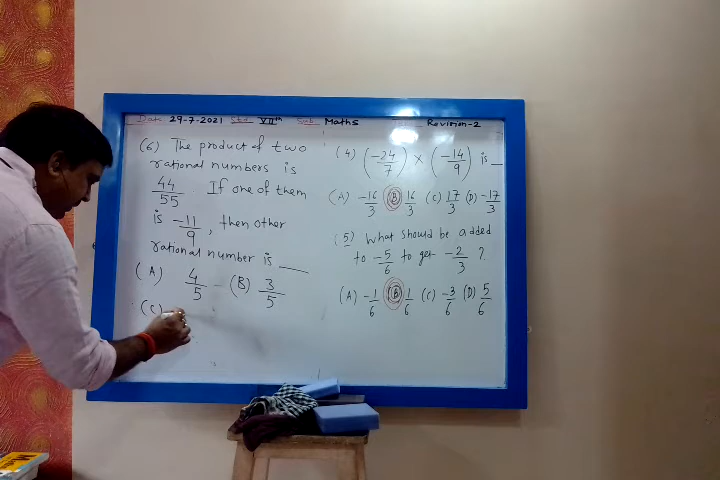 Date 29-7-2021 Std VIIth Sub Maths Revision-2
(6) The product of two
rational numbers is
44/55 If one of them
is -11/9, then other
rational number is ___
(A) 4/5 (B) 3/5
(C)
(4) (-24/7) × (-14/9) is __
(A) -16/3 (B) 16/3 (C) 17/3 (D) -17/3
(5) What should be added
to -5/6 to get -2/3 ?
(A) -1/6 (B) 1/6 (C) -3/6 (D) 5/6